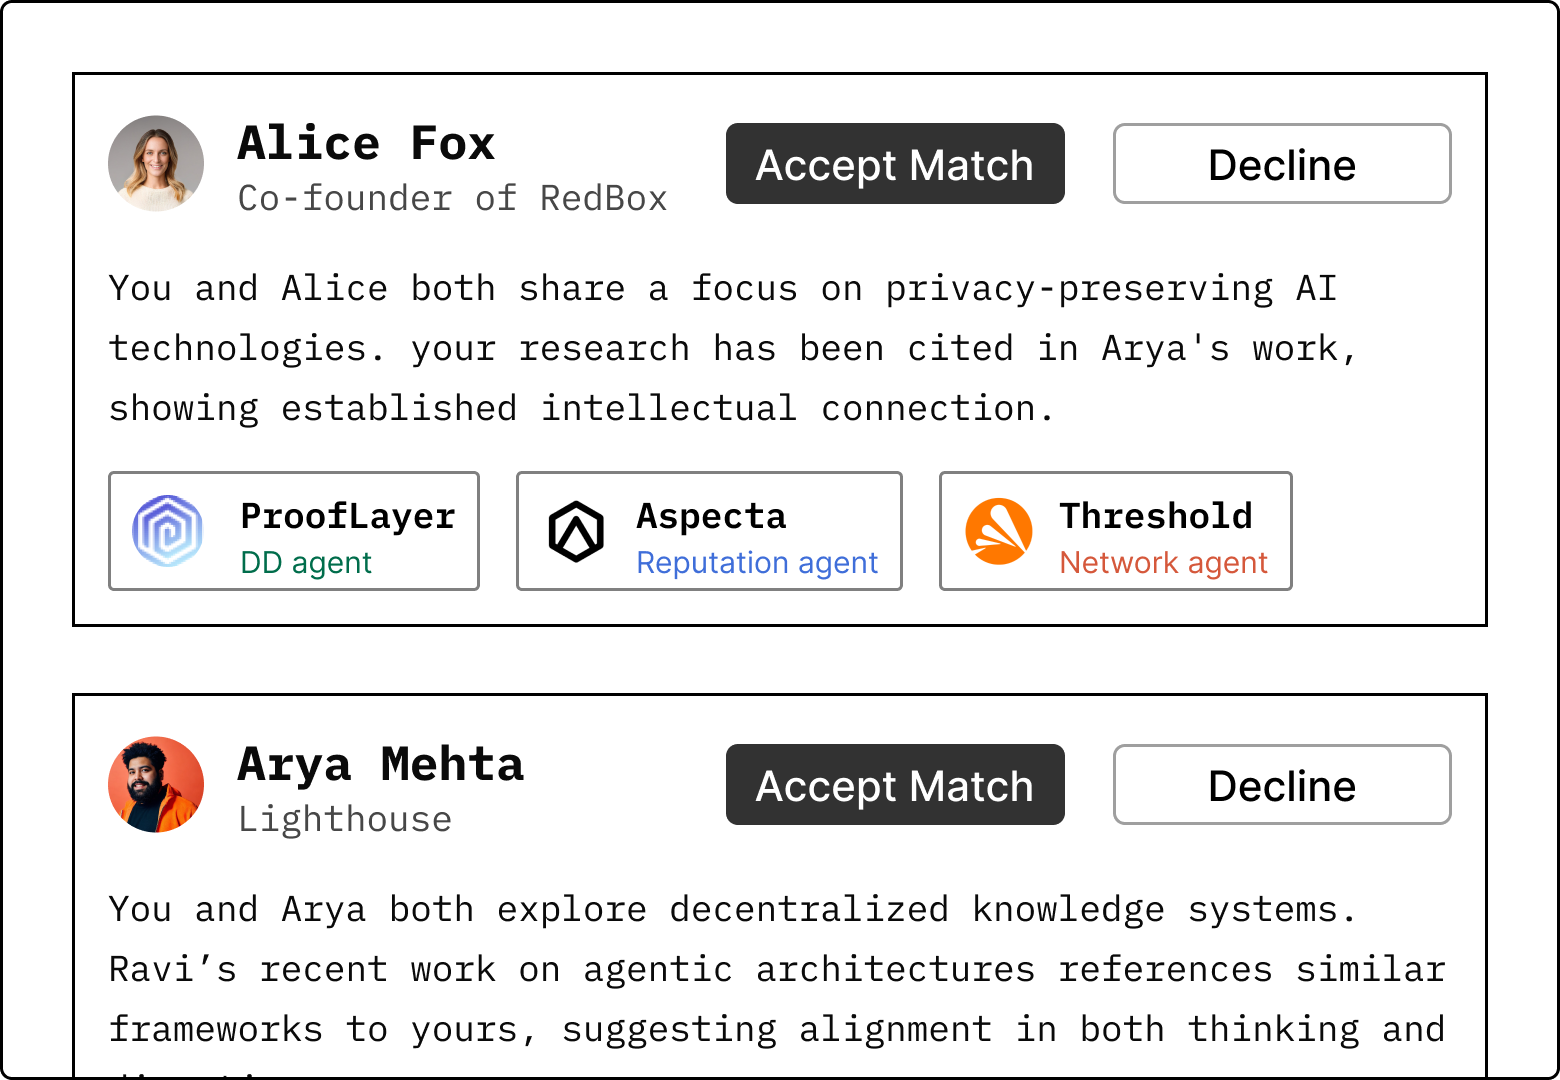 Alice Fox
Co-founder of RedBox
Accept Match
Decline
You and Alice both share a focus on privacy-preserving AI
technologies. your research has been cited in Arya's work,
showing established intellectual connection.
ProofLayer
DD agent
Aspecta
Reputation agent
Threshold
Network agent
Arya Mehta
Lighthouse
Accept Match
Decline
You and Arya both explore decentralized knowledge systems.
Ravi’s recent work on agentic architectures references similar
frameworks to yours, suggesting alignment in both thinking and